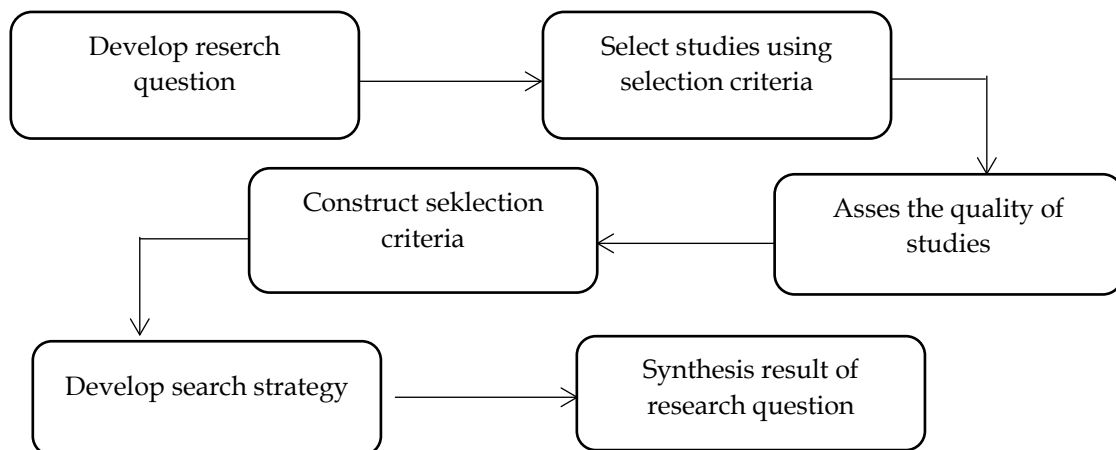 Develop reserch
question
Select studies using
selection criteria
Construct seklection
criteria
Asses the quality of
studies
Develop search strategy
Synthesis result of
research question